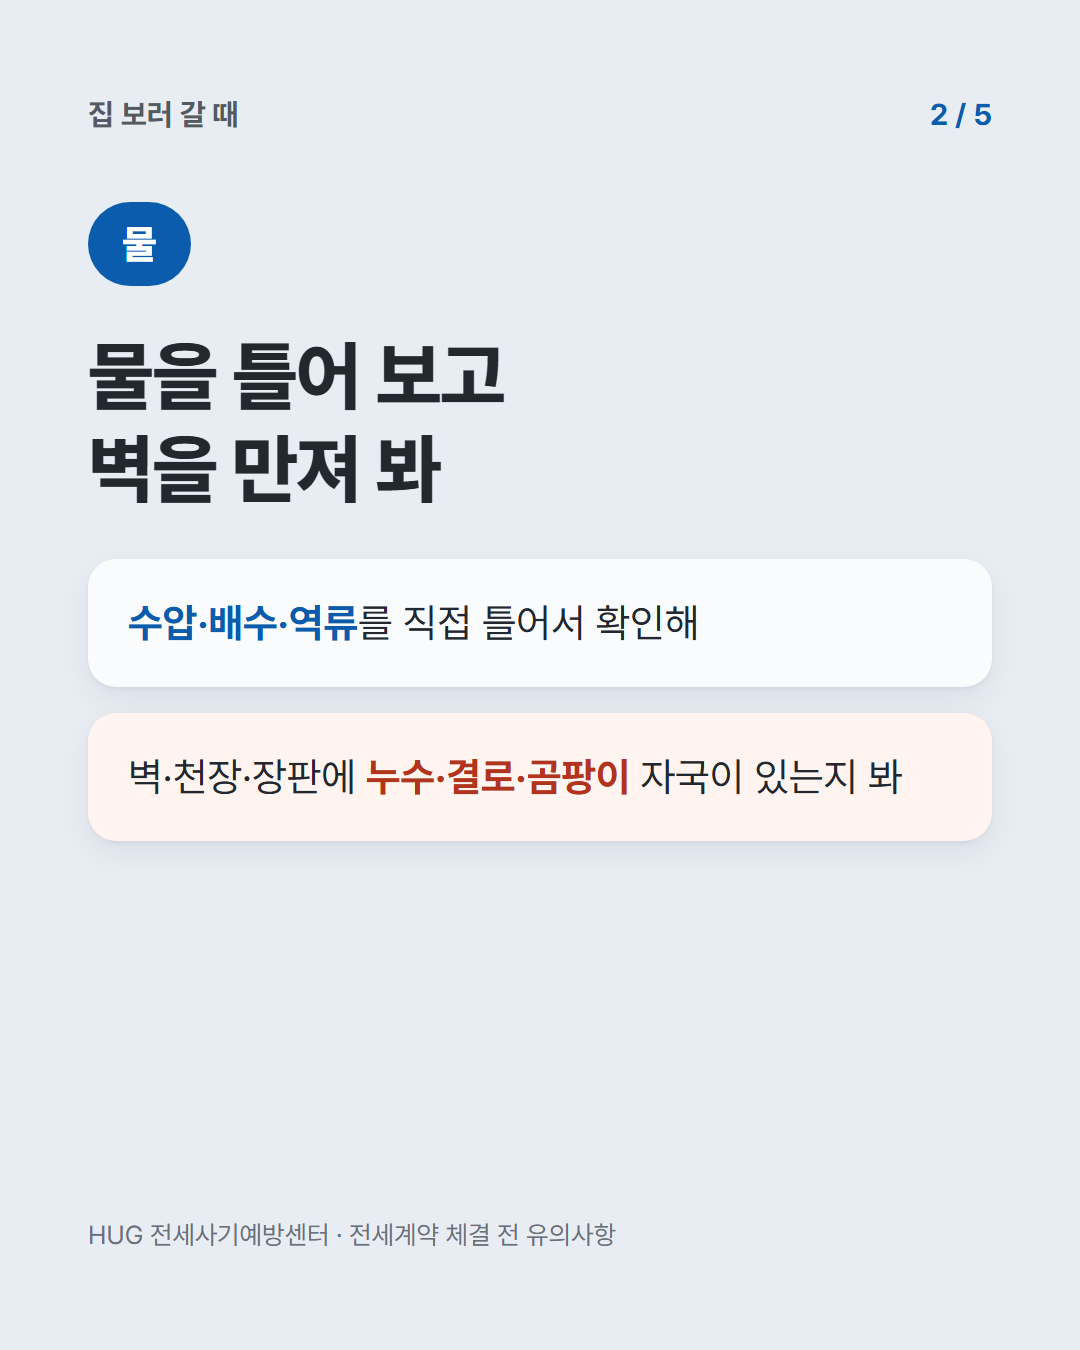 집 보러 갈 때
2 / 5
물
물을 틀어 보고
벽을 만져 봐
수압·배수·역류를 직접 틀어서 확인해
벽·천장·장판에 누수·결로·곰팡이 자국이 있는지 봐
HUG 전세사기예방센터 · 전세계약 체결 전 유의사항